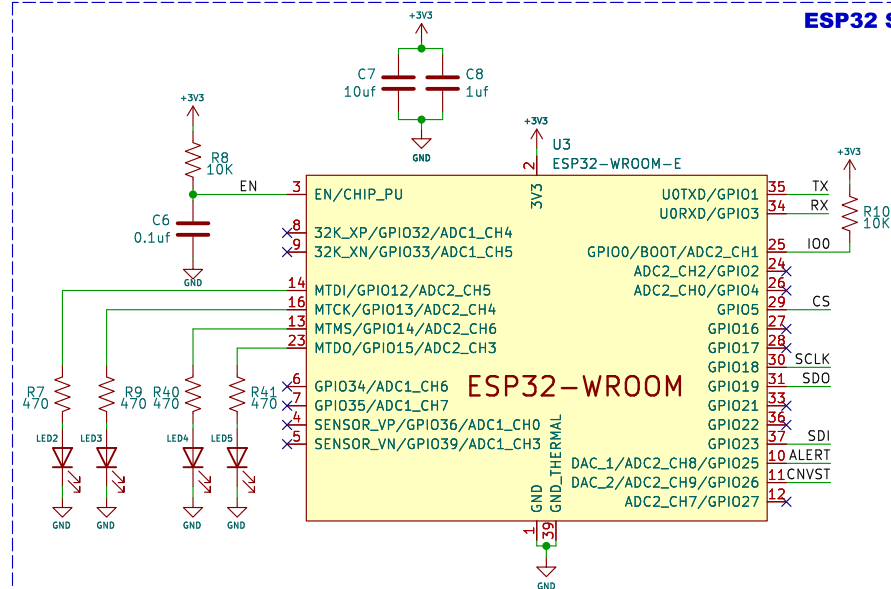 ESP32 S
+3V3
C7
10uf
C8
1uf
GND
+3V3
R8
10K
EN
C6
0.1uf
GND
+3V3
U3
ESP32-WROOM-E
2
3V3
3
EN/CHIP_PU
8
32K_XP/GPIO32/ADC1_CH4
9
32K_XN/GPIO33/ADC1_CH5
14
MTDI/GPIO12/ADC2_CH5
16
MTCK/GPIO13/ADC2_CH4
13
MTMS/GPIO14/ADC2_CH6
23
MTDO/GPIO15/ADC2_CH3
6
GPIO34/ADC1_CH6
7
GPIO35/ADC1_CH7
4
SENSOR_VP/GPIO36/ADC1_CH0
5
SENSOR_VN/GPIO39/ADC1_CH3
ESP32-WROOM
U0TXD/GPIO1
35
TX
U0RXD/GPIO3
34
RX
GPIO0/BOOT/ADC2_CH1
25
IO0
ADC2_CH2/GPIO2
24
ADC2_CH0/GPIO4
26
GPIO5
29
CS
GPIO16
27
GPIO17
28
GPIO18
30
SCLK
GPIO19
31
SDO
GPIO21
33
GPIO22
36
GPIO23
37
SDI
DAC_1/ADC2_CH8/GPIO25
10
ALERT
DAC_2/ADC2_CH9/GPIO26
11
CNVST
ADC2_CH7/GPIO27
12
+3V3
R10
10K
GND
GND_THERMAL
1
39
GND
R7
470
R9
470
R40
470
R41
470
LED2
LED3
LED4
LED5
GND
GND
GND
GND